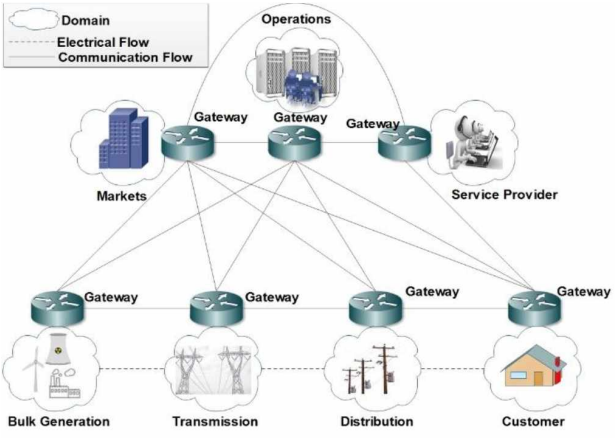 Domain
Electrical Flow
Communication Flow
Operations
Gateway
Gateway
Gateway
Markets
Service Provider
Gateway
Gateway
Gateway
Gateway
Bulk Generation
Transmission
Distribution
Customer